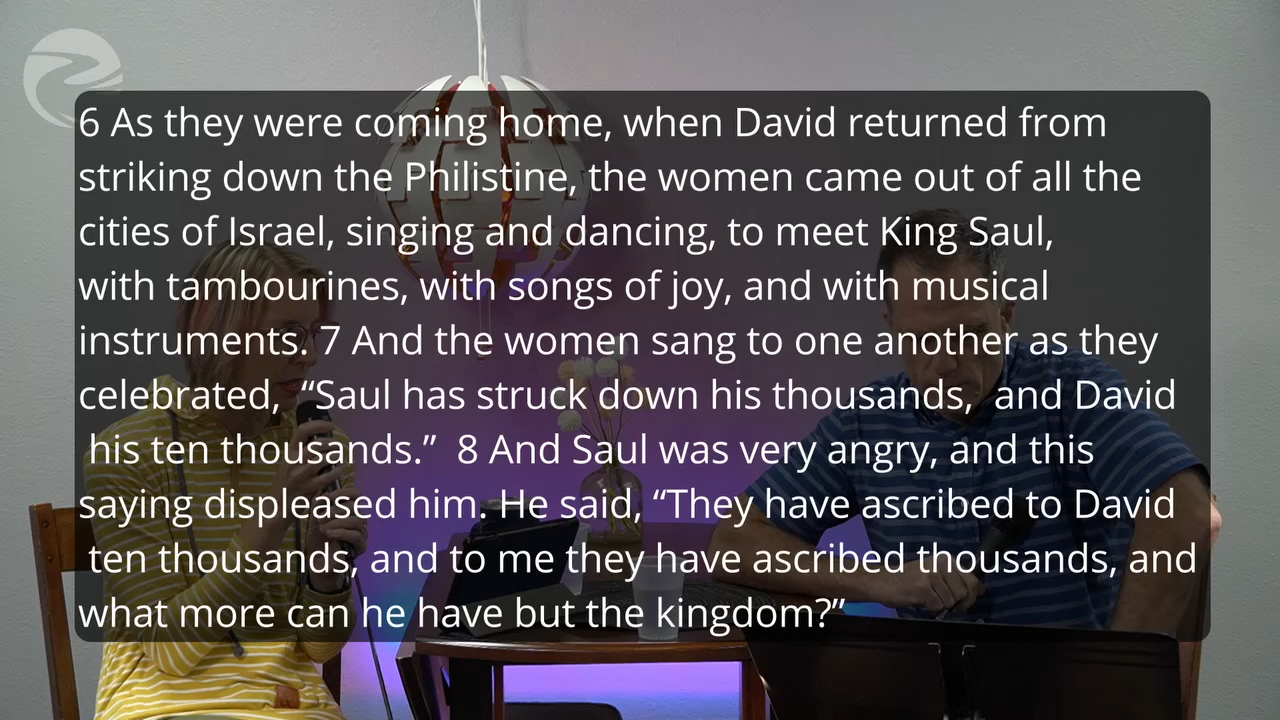 6 As they were coming home, when David returned from
striking down the Philistine, the women came out of all the
cities of Israel, singing and dancing, to meet King Saul,
with tambourines, with songs of joy, and with musical
instruments. 7 And the women sang to one another as they
celebrated,  “Saul has struck down his thousands,  and David
 his ten thousands.”  8 And Saul was very angry, and this
saying displeased him. He said, “They have ascribed to David
 ten thousands, and to me they have ascribed thousands, and
what more can he have but the kingdom?”